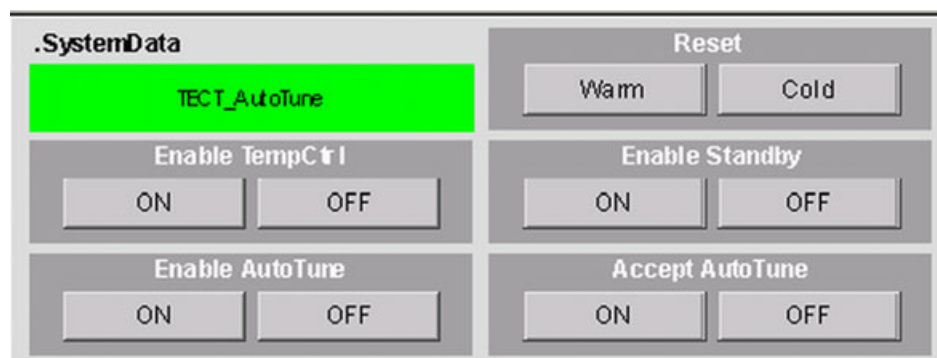 .SystemData
Reset
TECT_AutoTune
Warm Cold
Enable TempCtrl
Enable Standby
ON OFF
ON OFF
Enable AutoTune
Accept AutoTune
ON OFF
ON OFF